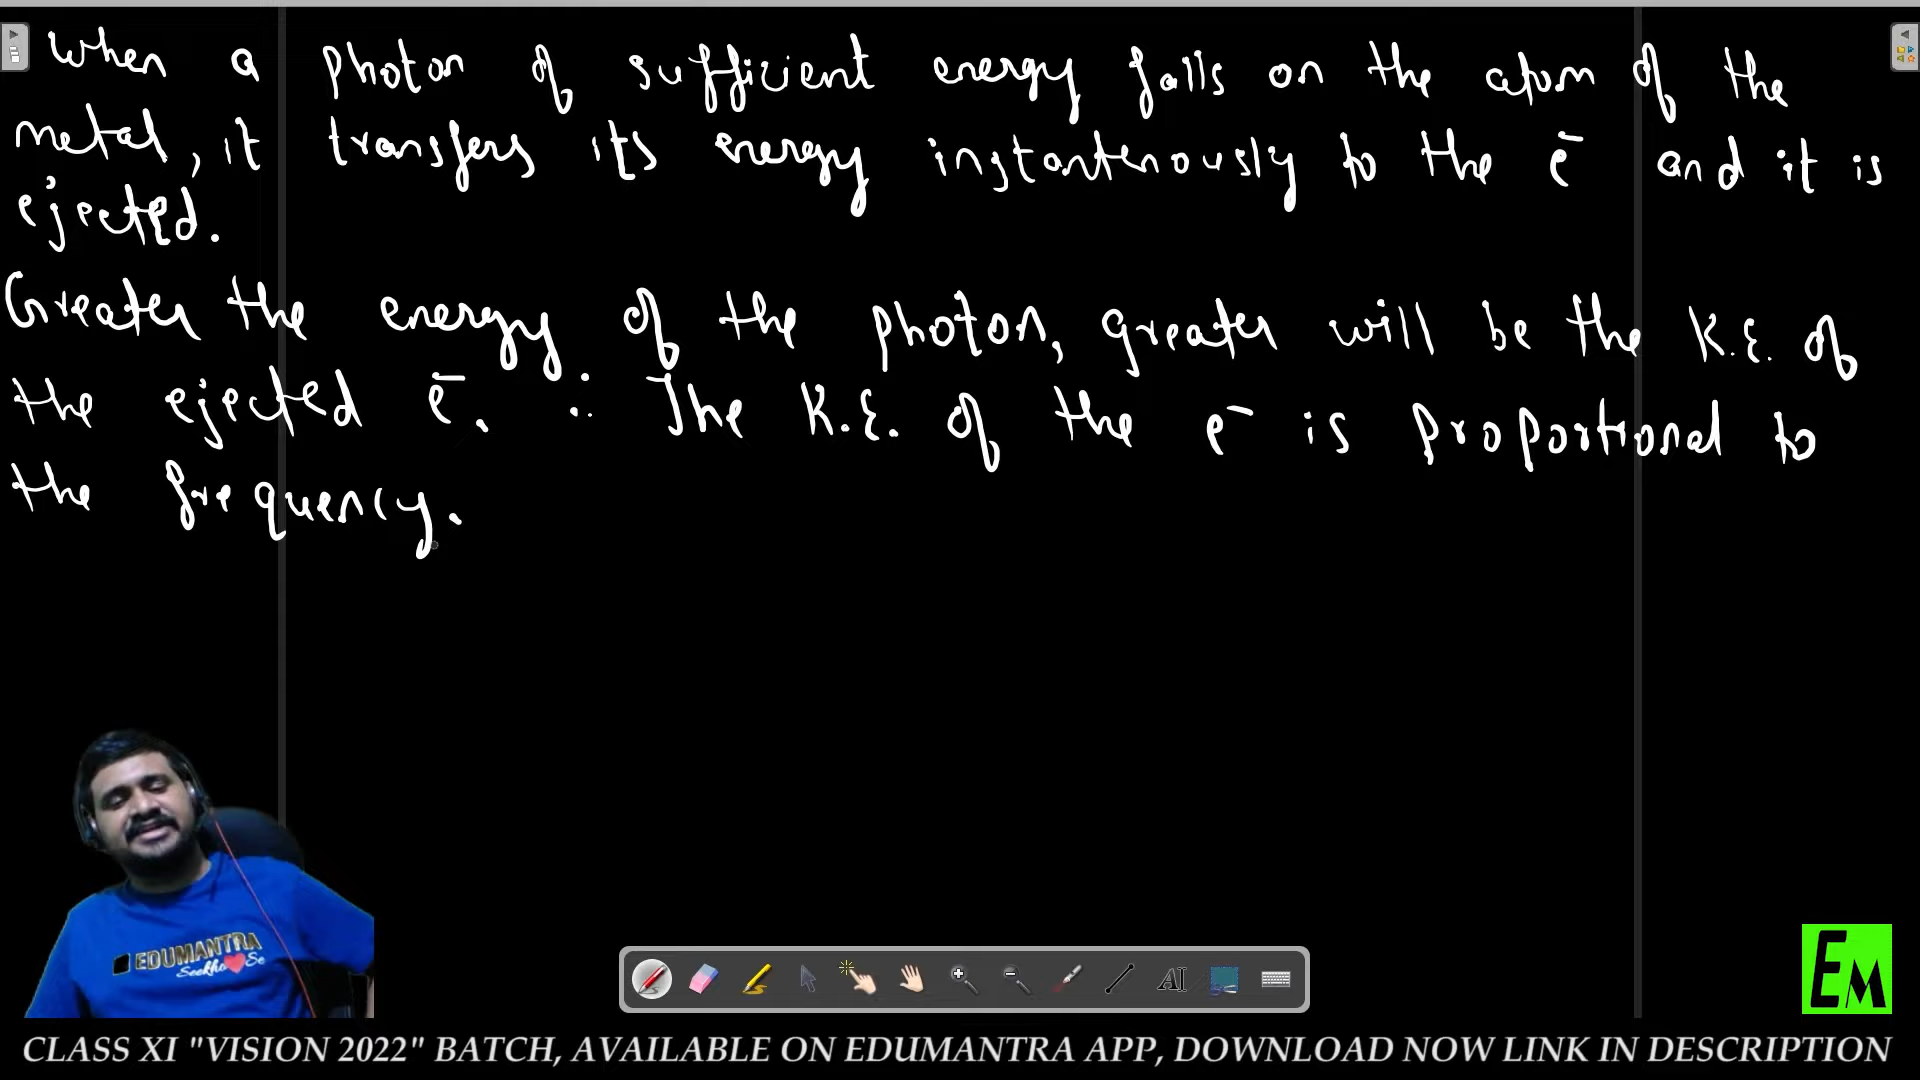 When a photon of sufficient energy falls on the atom of the
metal, it transfers its energy instantenously to the e⁻ and it is
ejected.
Greater the energy of the photon, greater will be the K.E. of
the ejected e⁻. ∴ The K.E. of the e⁻ is proportional to
the frequency.
EDUMANTRA
Seekho ❤ Se
AI
EM
CLASS XI "VISION 2022" BATCH, AVAILABLE ON EDUMANTRA APP, DOWNLOAD NOW LINK IN DESCRIPTION